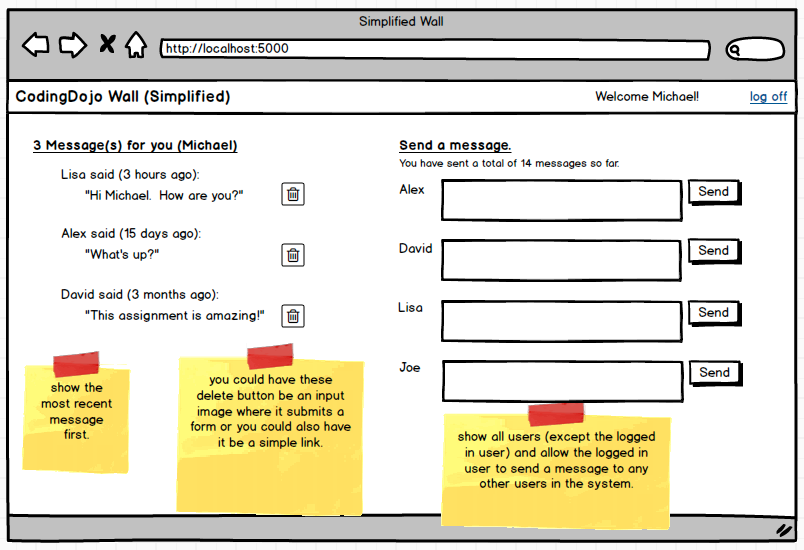 Simplified Wall
http://localhost:5000
CodingDojo Wall (Simplified)
Welcome Michael!
log off
3 Message(s) for you (Michael)
Lisa said (3 hours ago):
"Hi Michael. How are you?"
Alex said (15 days ago):
"What's up?"
David said (3 months ago):
"This assignment is amazing!"
show the
most recent
message
first.
you could have these
delete button be an input
image where it submits a
form or you could also have
it be a simple link.
Send a message.
You have sent a total of 14 messages so far.
Alex
Send
David
Send
Lisa
Send
Joe
Send
show all users (except the logged
in user) and allow the logged in
user to send a message to any
other users in the system.